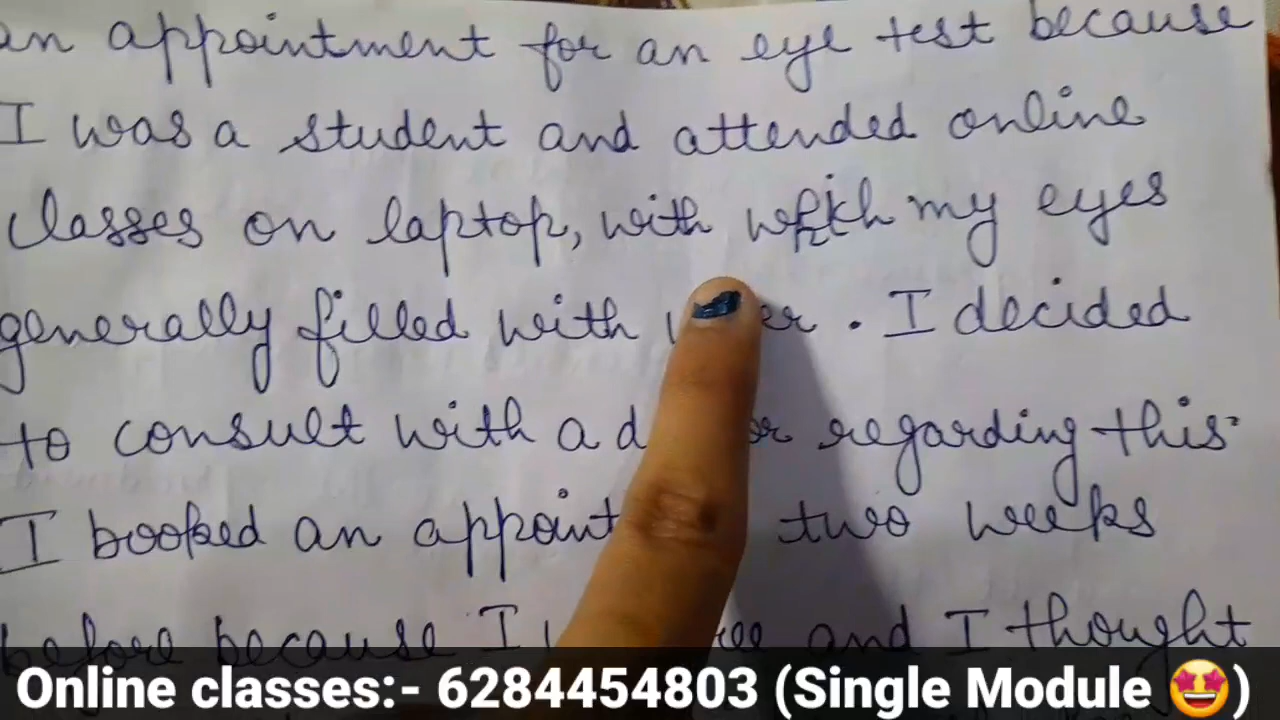 an appointment for an eye test because
I was a student and attended online
classes on laptop, with which my eyes
generally filled with . I decided
to consult with a regarding this.
I booked an two weeks
before because I and I thought
Online classes:- 6284454803 (Single Module 🤩)